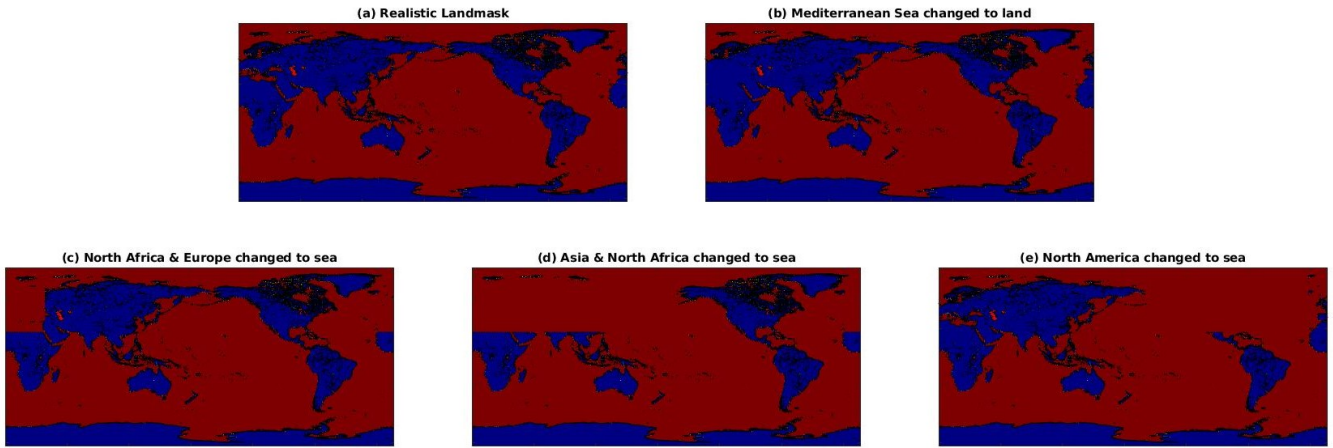 (a) Realistic Landmask
(b) Mediterranean Sea changed to land
(c) North Africa & Europe changed to sea
(d) Asia & North Africa changed to sea
(e) North America changed to sea